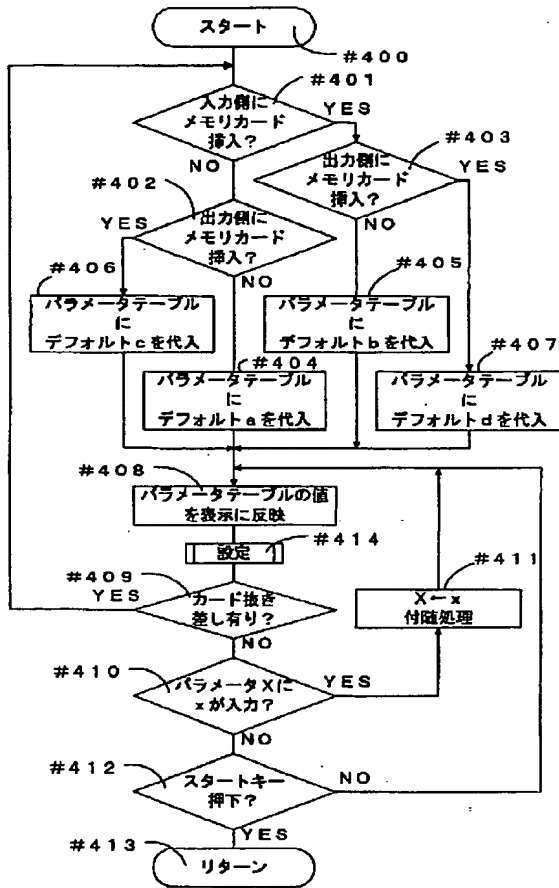 スタート
#400
#401
入力側に
メモリカード
挿入?
YES
NO
#403
出力側に
メモリカード
挿入?
YES
NO
#402
出力側に
メモリカード
挿入?
YES
NO
#406
パラメータテーブル
に
デフォルトcを代入
#405
パラメータテーブル
に
デフォルトbを代入
#404
パラメータテーブル
に
デフォルトaを代入
#407
パラメータテーブル
に
デフォルトdを代入
#408
パラメータテーブルの値
を表示に反映
設定
#414
#409
カード抜き
差し有り?
YES
NO
#411
X←x
付随処理
#410
パラメータXに
xが入力?
YES
NO
#412
スタートキー
押下?
NO
YES
#413
リターン